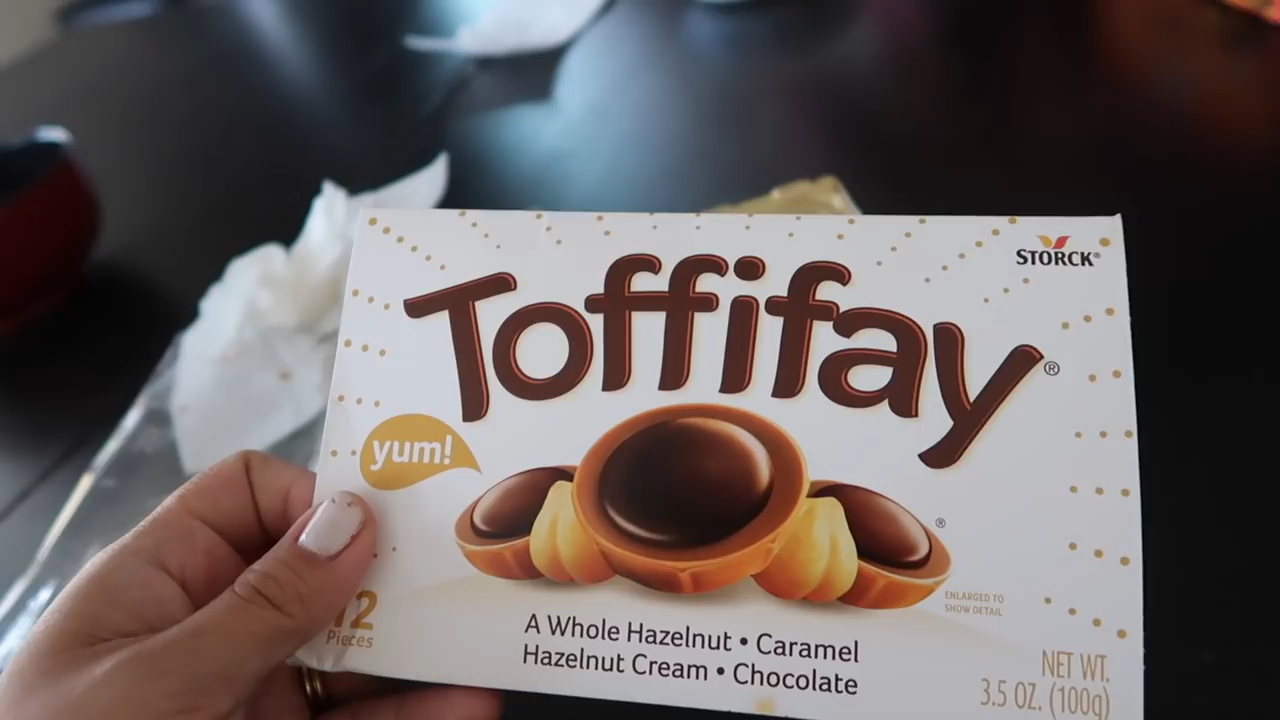 STORCK®
Toffifay®
yum!
®
ENLARGED TO
SHOW DETAIL
12
Pieces
A Whole Hazelnut • Caramel
Hazelnut Cream • Chocolate
NET WT.
3.5 OZ. (100g)